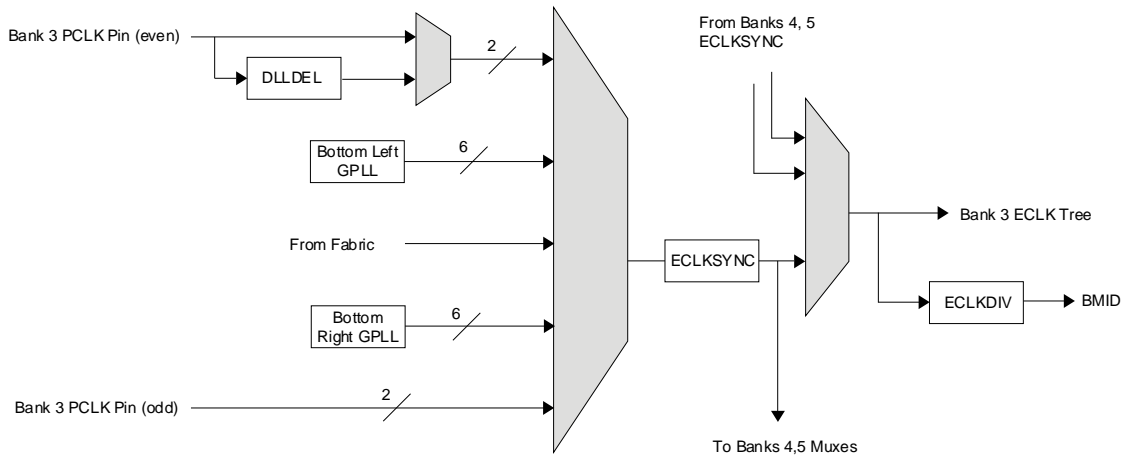 From Banks 4, 5
ECLKSYNC
Bank 3 PCLK Pin (even)
2
DLLDEL
Bottom Left
GPLL
6
Bank 3 ECLK Tree
From Fabric
ECLKSYNC
ECLKDIV
BMID
Bottom
Right GPLL
6
Bank 3 PCLK Pin (odd)
2
To Banks 4,5 Muxes